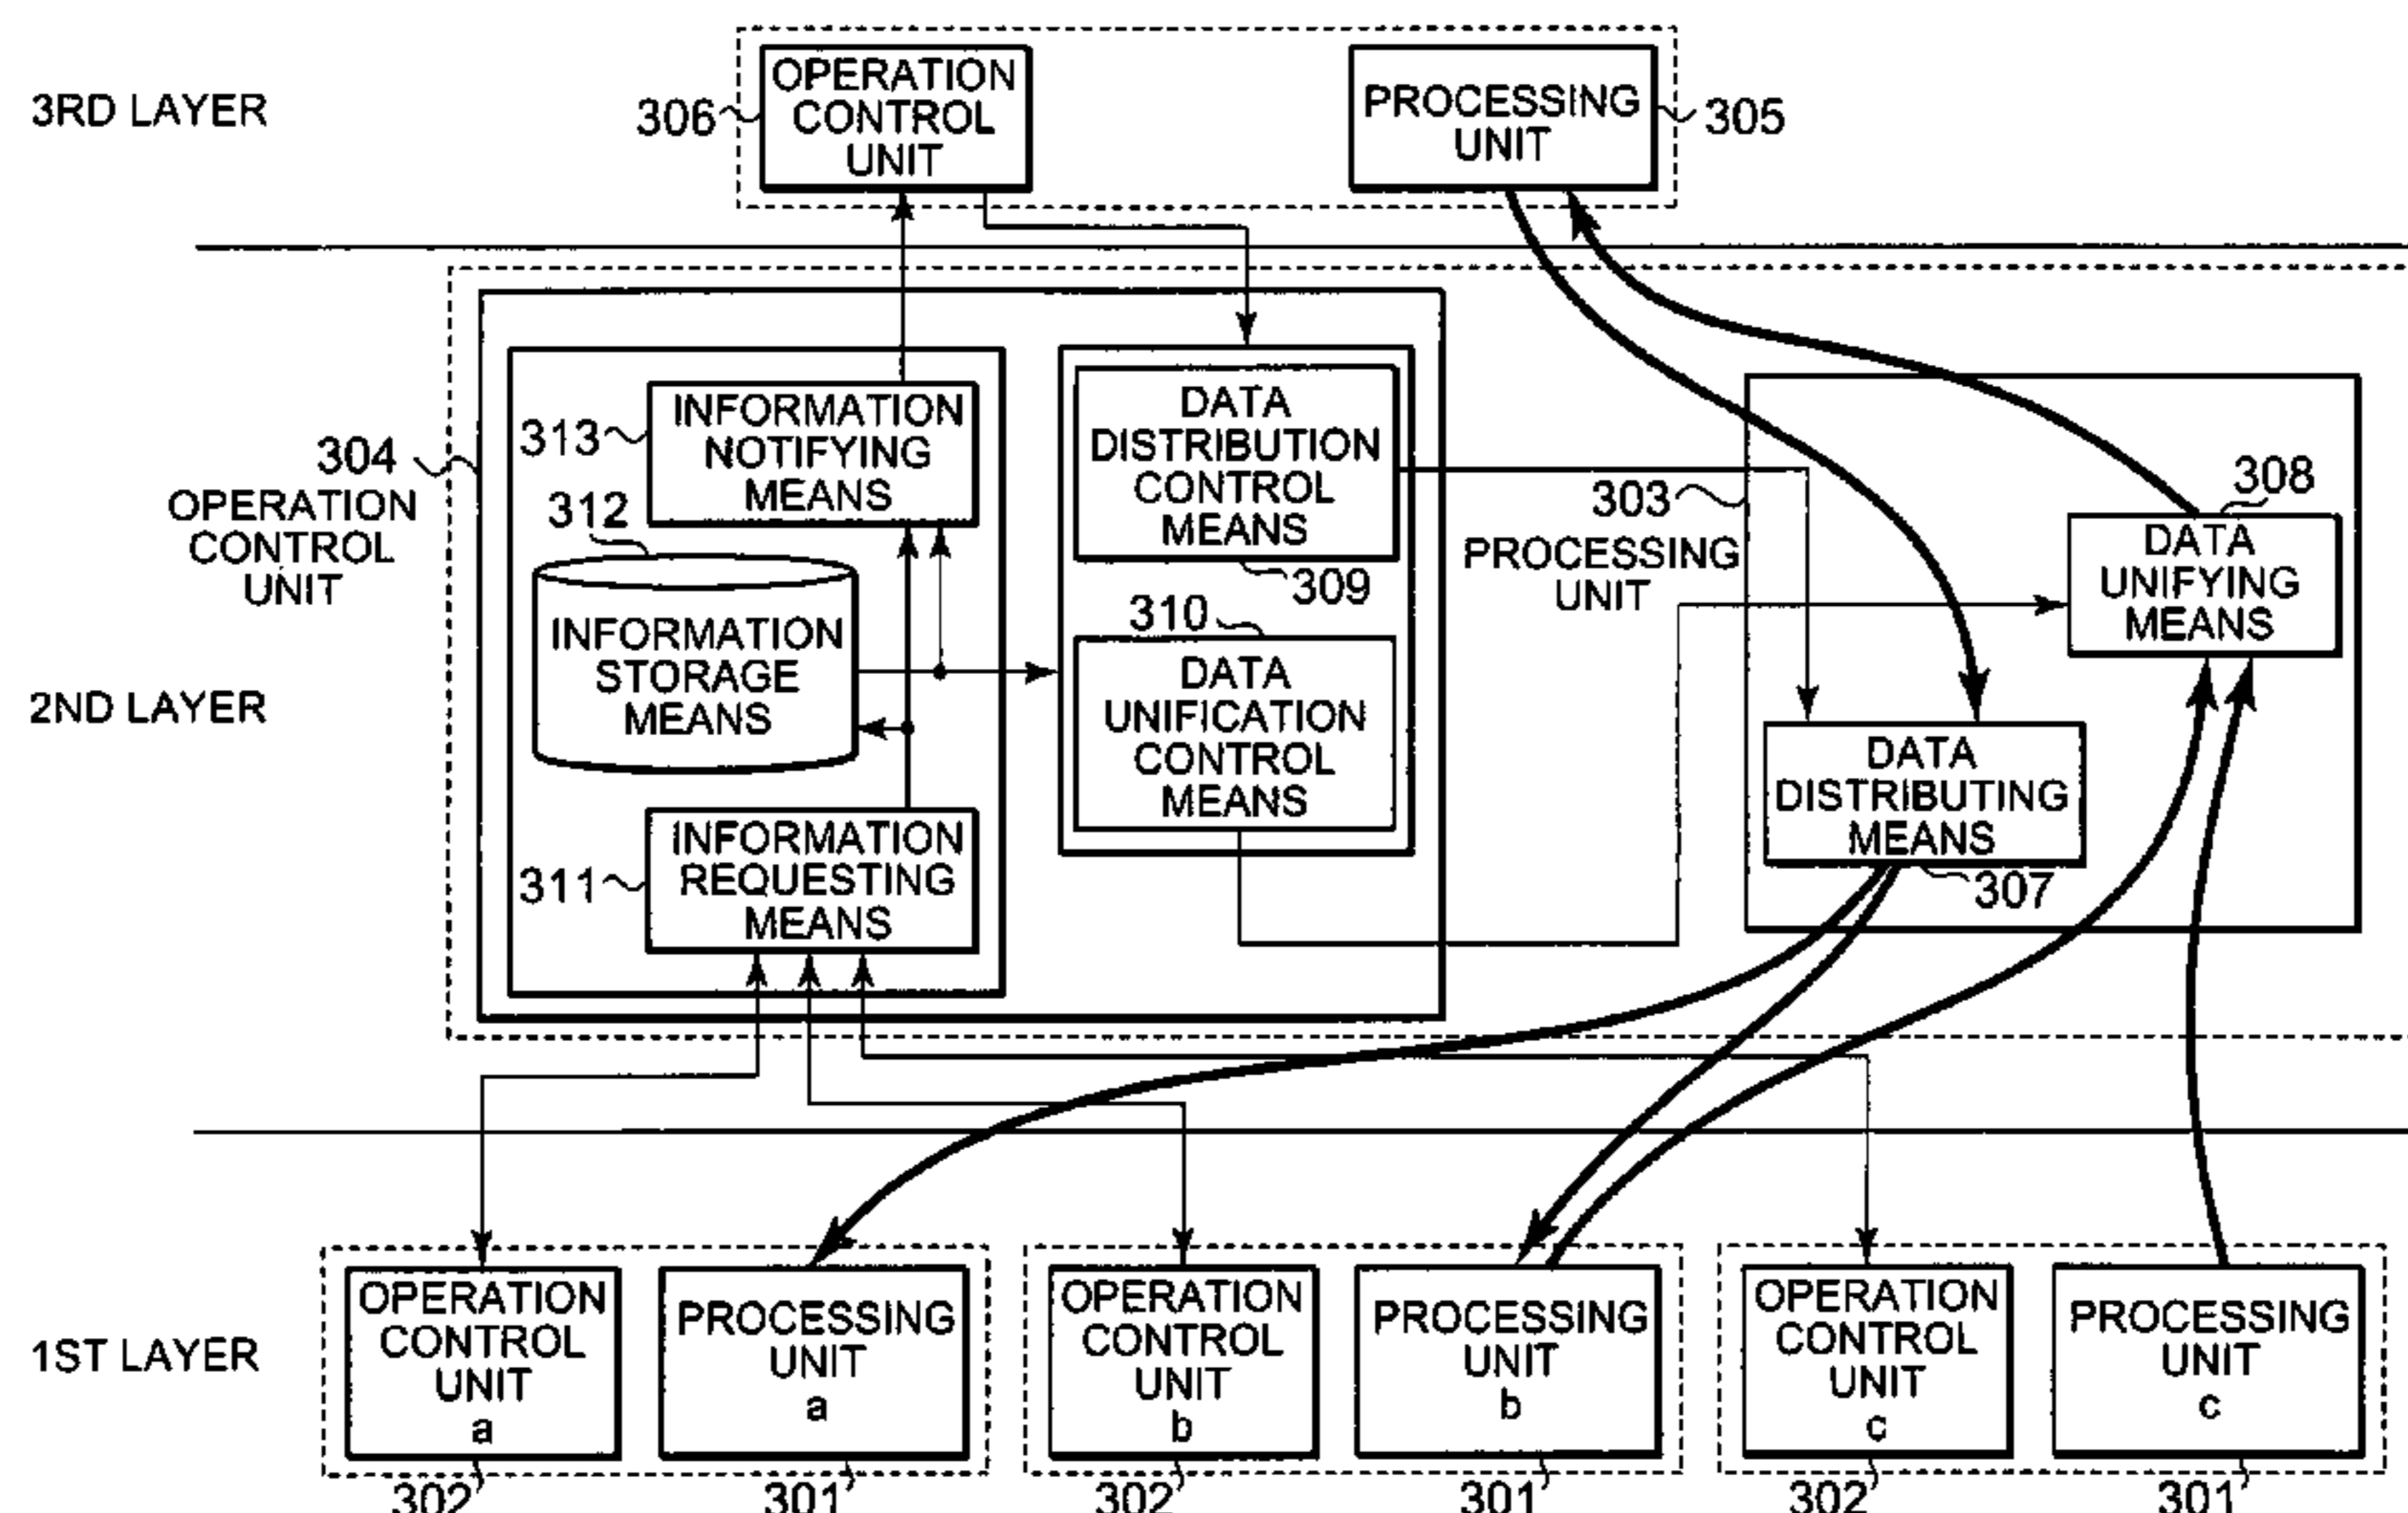 3RD LAYER
306
OPERATION
CONTROL
UNIT
PROCESSING
UNIT
305
304
OPERATION
CONTROL
UNIT
313
INFORMATION
NOTIFYING
MEANS
312
INFORMATION
STORAGE
MEANS
311
INFORMATION
REQUESTING
MEANS
DATA
DISTRIBUTION
CONTROL
MEANS
309
310
DATA
UNIFICATION
CONTROL
MEANS
303
PROCESSING
UNIT
308
DATA
UNIFYING
MEANS
DATA
DISTRIBUTING
MEANS
307
2ND LAYER
1ST LAYER
OPERATION
CONTROL
UNIT
a
302
PROCESSING
UNIT
a
301
OPERATION
CONTROL
UNIT
b
302
PROCESSING
UNIT
b
301
OPERATION
CONTROL
UNIT
c
302
PROCESSING
UNIT
c
301